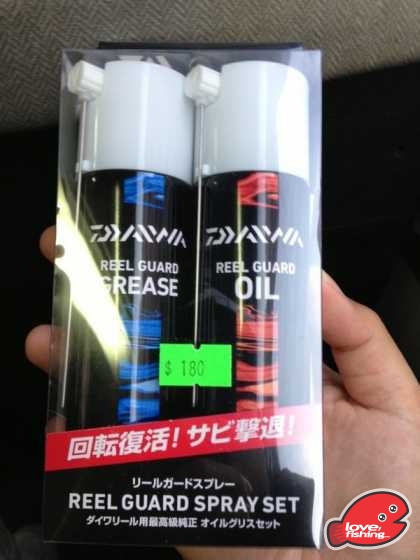 DAIWA
REEL GUARD
GREASE
DAIWA
REEL GUARD
OIL
$ 180
回転復活! サビ撃退!
リールガードスプレー
REEL GUARD SPRAY SET
ダイワリール用最高級純正 オイルグリスセット
love,
fishing...